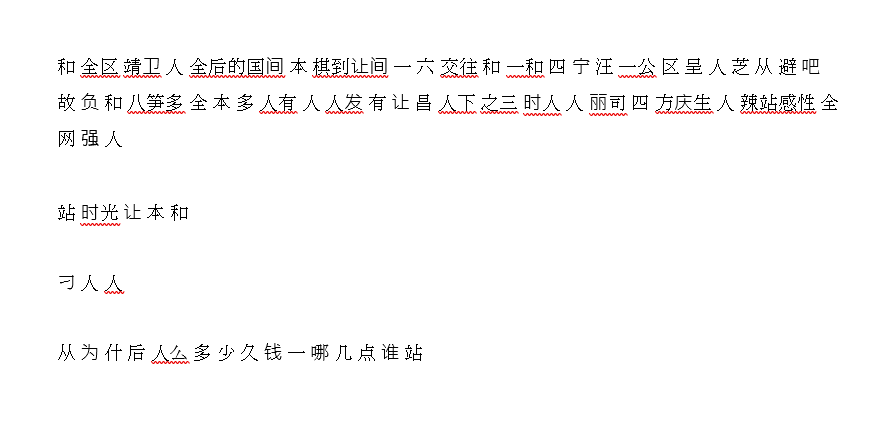 和 全区 靖卫 人 全后的国间 本 棋到让间 一 六 交往 和 一和 四 宁 汪 一公 区 呈 人 芝 从 避 吧
故 负 和 八笋多 全 本 多 人有 人 人发 有 让 昌 人下 之三 时人 人 丽司 四 方庆生 人 辣站感性 全
网 强 人
站 时光 让 本 和
刁 人 人
从 为 什 后 人么 多 少 久 钱 一 哪 几 点 谁 站